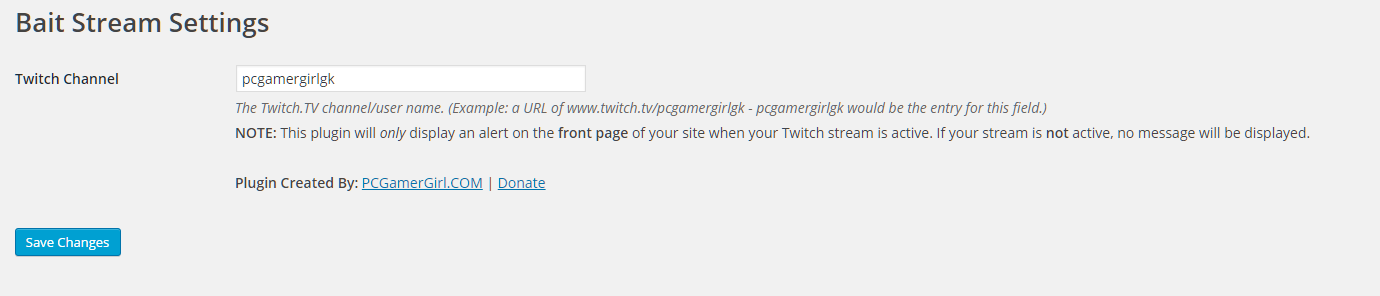 Bait Stream Settings
Twitch Channel
pcgamergirlgk
The Twitch.TV channel/user name. (Example: a URL of www.twitch.tv/pcgamergirlgk - pcgamergirlgk would be the entry for this field.)
NOTE: This plugin will only display an alert on the front page of your site when your Twitch stream is active. If your stream is not active, no message will be displayed.
Plugin Created By: PCGamerGirl.COM | Donate
Save Changes